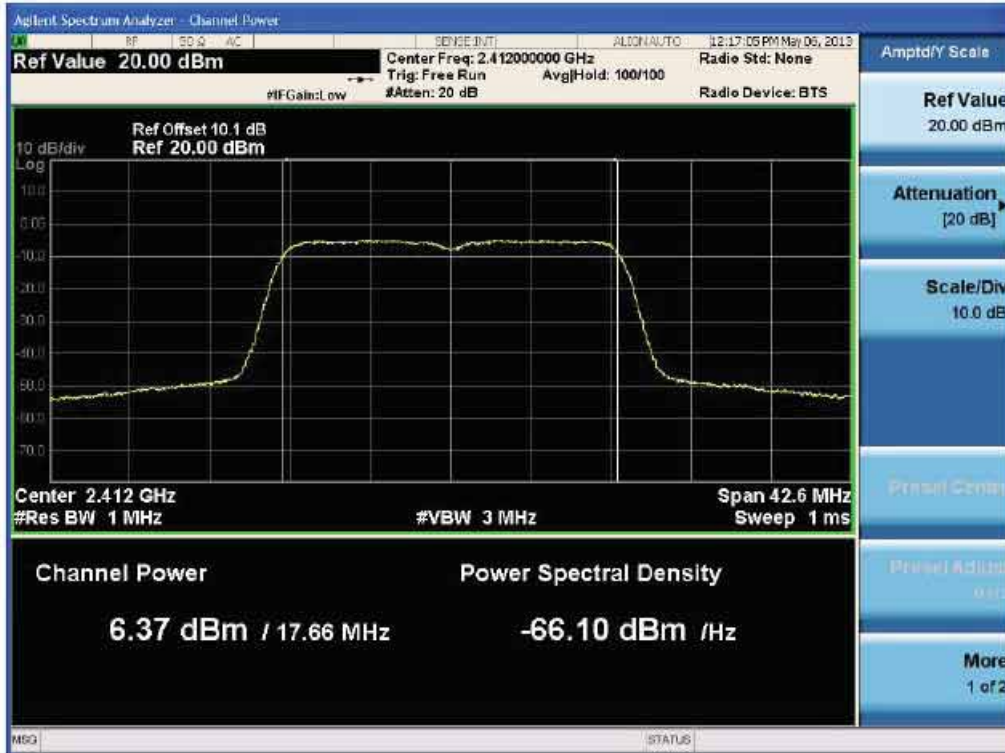 Agilent Spectrum Analyzer - Channel Power
RF 50 Ω AC SENSE:INT ALIGN AUTO 12:17:05 PM May 06, 2013
Ref Value 20.00 dBm
Center Freq: 2.412000000 GHz
Radio Std: None
Trig: Free Run Avg|Hold: 100/100
#IFGain:Low
#Atten: 20 dB
Radio Device: BTS
Ref Offset 10.1 dB
10 dB/div Ref 20.00 dBm
Log
10.0
0.00
-10.0
-20.0
-30.0
-40.0
-50.0
-60.0
-70.0
Center 2.412 GHz Span 42.6 MHz
#Res BW 1 MHz #VBW 3 MHz Sweep 1 ms
Channel Power Power Spectral Density
6.37 dBm / 17.66 MHz -66.10 dBm /Hz
MSG STATUS
Amptd/Y Scale
Ref Value
20.00 dBm
Attenuation
[20 dB]
Scale/Div
10.0 dB
Presel Center
Presel Adjust
More
1 of 2